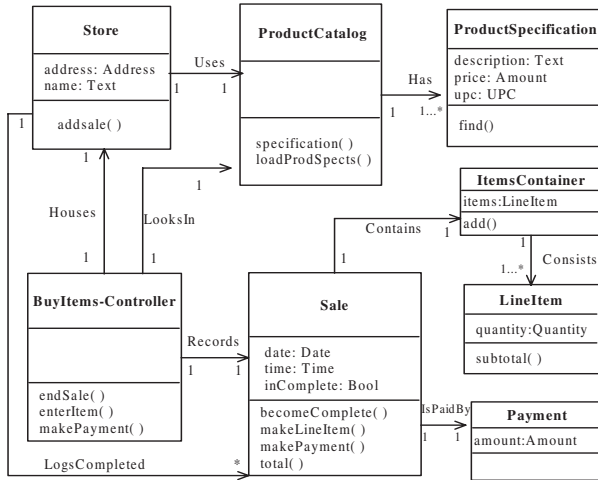 Store
address: Address
name: Text
addsale( )
Uses
1
1
ProductCatalog
specification( )
loadProdSpects( )
Has
1
1...*
ProductSpecification
description: Text
price: Amount
upc: UPC
find()
1
1
Houses
1
LooksIn
1
1
BuyItems-Controller
endSale( )
enterItem( )
makePayment( )
Records
1
1
Sale
date: Date
time: Time
inComplete: Bool
becomeComplete( )
makeLineItem( )
makePayment( )
total( )
Contains
1
1
ItemsContainer
items:LineItem
add()
1
Consists
1...*
LineItem
quantity:Quantity
subtotal( )
IsPaidBy
1
1
Payment
amount:Amount
LogsCompleted
*